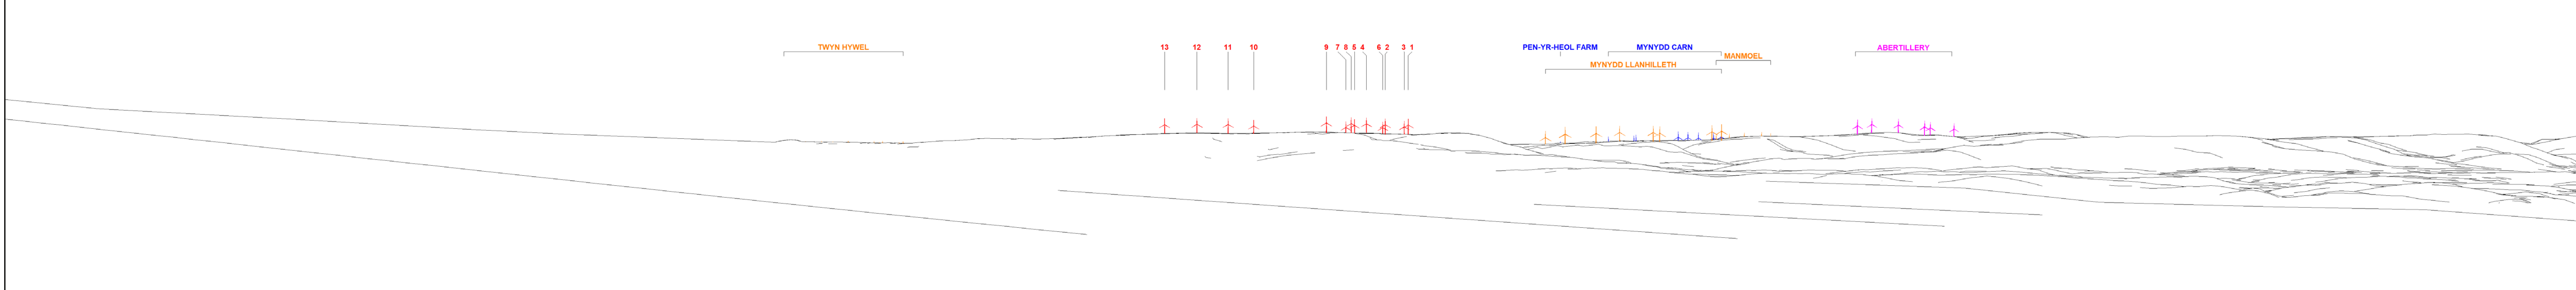 TWYN HYWEL
13 12 11 10 9 7 8 5 4 6 2 3 1
PEN-YR-HEOL FARM MYNYDD CARN
MANMOEL
MYNYDD LLANHILLETH
ABERTILLERY